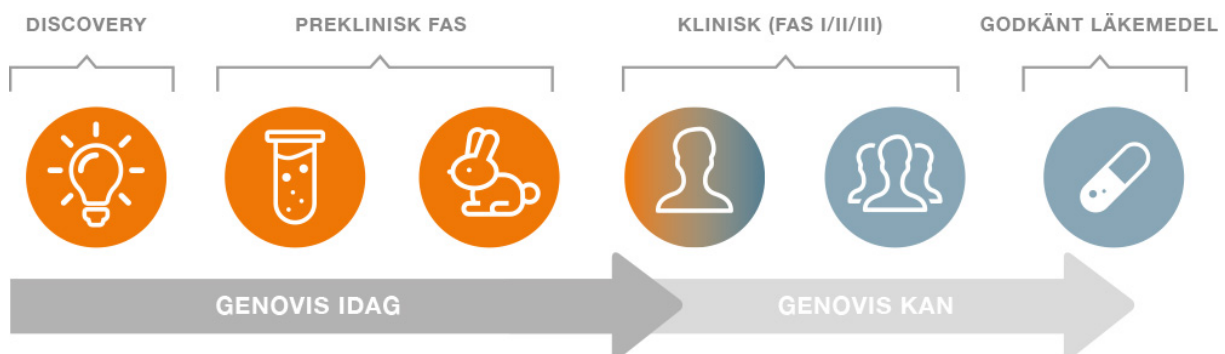 DISCOVERY
PREKLINISK FAS
KLINISK (FAS I/II/III)
GODKÄNT LÄKEMEDEL
GENOVIS IDAG
GENOVIS KAN